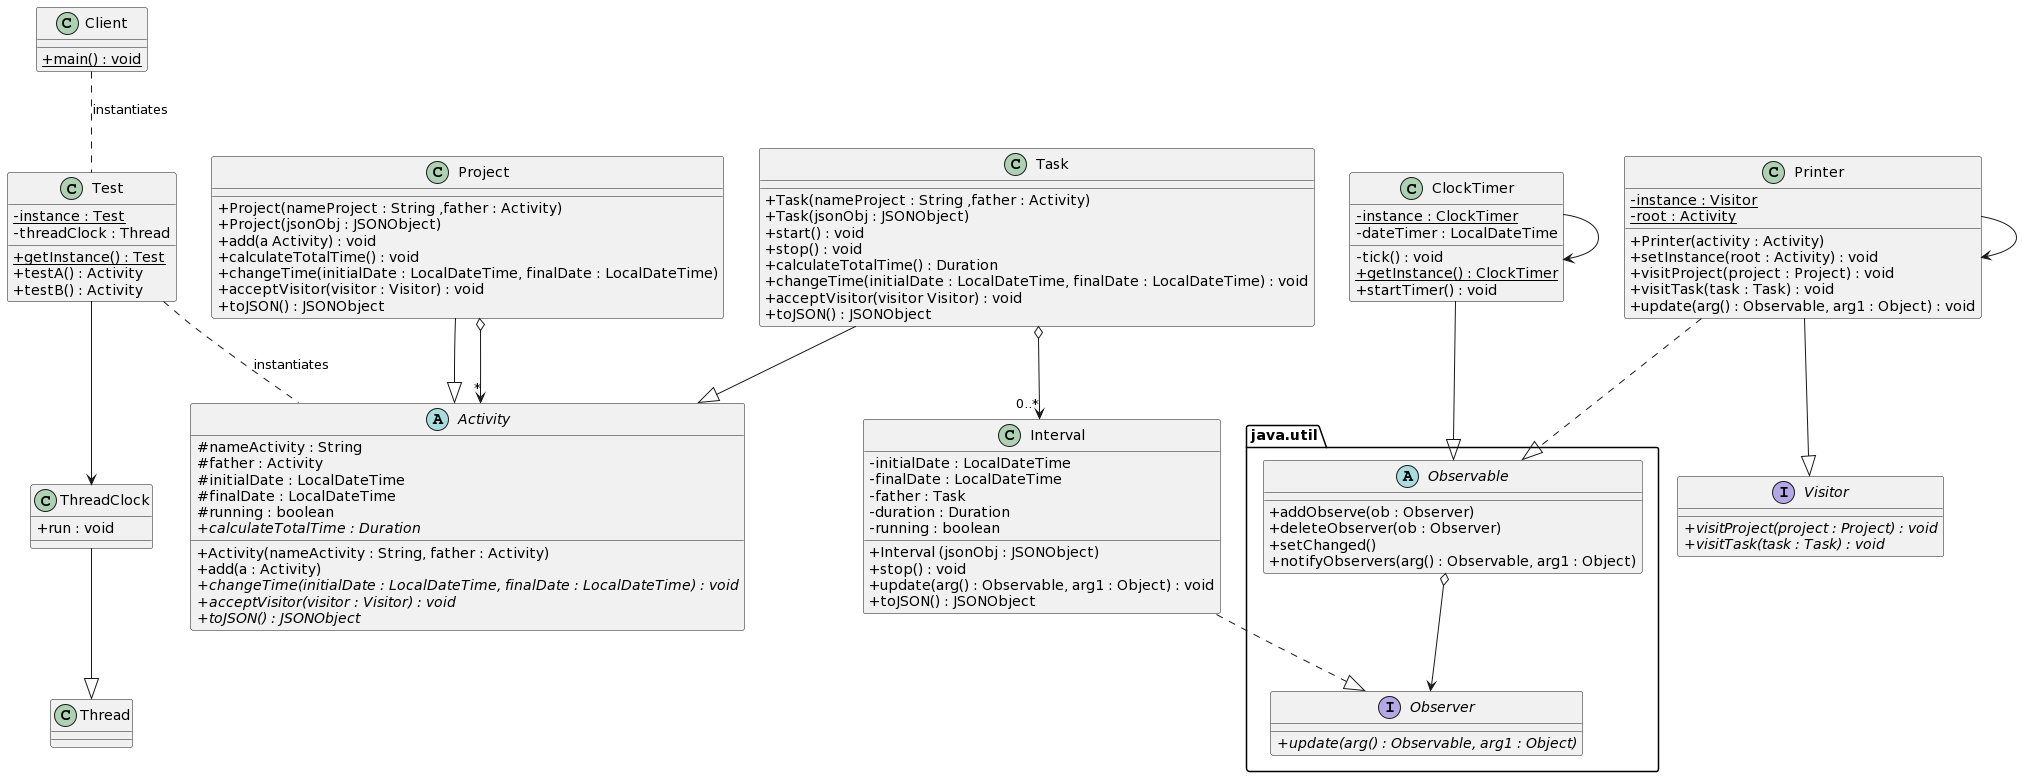 Client
+main() : void
instantiates
Test
-instance : Test
-threadClock : Thread
+getInstance() : Test
+testA() : Activity
+testB() : Activity
Project
+Project(nameProject : String ,father : Activity)
+Project(jsonObj : JSONObject)
+add(a Activity) : void
+calculateTotalTime() : void
+changeTime(initialDate : LocalDateTime, finalDate : LocalDateTime)
+acceptVisitor(visitor : Visitor) : void
+toJSON() : JSONObject
Task
+Task(nameProject : String ,father : Activity)
+Task(jsonObj : JSONObject)
+start() : void
+stop() : void
+calculateTotalTime() : Duration
+changeTime(initialDate : LocalDateTime, finalDate : LocalDateTime) : void
+acceptVisitor(visitor Visitor) : void
+toJSON() : JSONObject
ClockTimer
-instance : ClockTimer
-dateTimer : LocalDateTime
-tick() : void
+getInstance() : ClockTimer
+startTimer() : void
Printer
-instance : Visitor
-root : Activity
+Printer(activity : Activity)
+setInstance(root : Activity) : void
+visitProject(project : Project) : void
+visitTask(task : Task) : void
+update(arg() : Observable, arg1 : Object) : void
instantiates
*
0..*
Activity
#nameActivity : String
#father : Activity
#initialDate : LocalDateTime
#finalDate : LocalDateTime
#running : boolean
+calculateTotalTime : Duration
+Activity(nameActivity : String, father : Activity)
+add(a : Activity)
+changeTime(initialDate : LocalDateTime, finalDate : LocalDateTime) : void
+acceptVisitor(visitor : Visitor) : void
+toJSON() : JSONObject
Interval
-initialDate : LocalDateTime
-finalDate : LocalDateTime
-father : Task
-duration : Duration
-running : boolean
+Interval (jsonObj : JSONObject)
+stop() : void
+update(arg() : Observable, arg1 : Object) : void
+toJSON() : JSONObject
java.util
Observable
+addObserve(ob : Observer)
+deleteObserver(ob : Observer)
+setChanged()
+notifyObservers(arg() : Observable, arg1 : Object)
Visitor
+visitProject(project : Project) : void
+visitTask(task : Task) : void
ThreadClock
+run : void
Thread
Observer
+update(arg() : Observable, arg1 : Object)